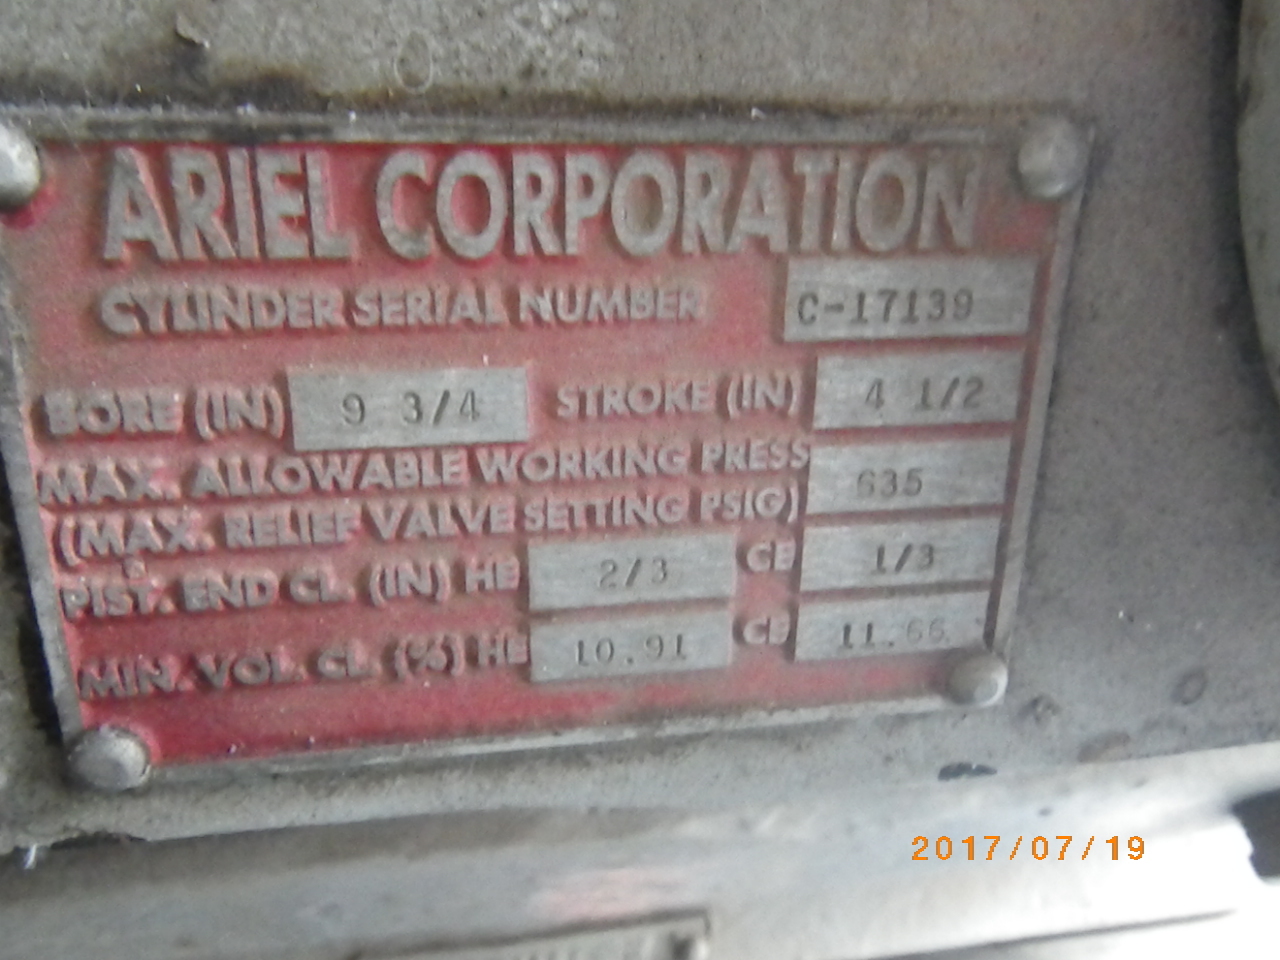 ARIEL CORPORATION
CYLINDER SERIAL NUMBER C-17139
BORE (IN) 9 3/4 STROKE (IN) 4 1/2
MAX. ALLOWABLE WORKING PRESS
(MAX. RELIEF VALVE SETTING PSIG) 635
PIST. END CL. (IN) HE 2/3 CE 1/3
MIN. VOL. CL. (%) HE 10.91 CE 11.66
2017/07/19